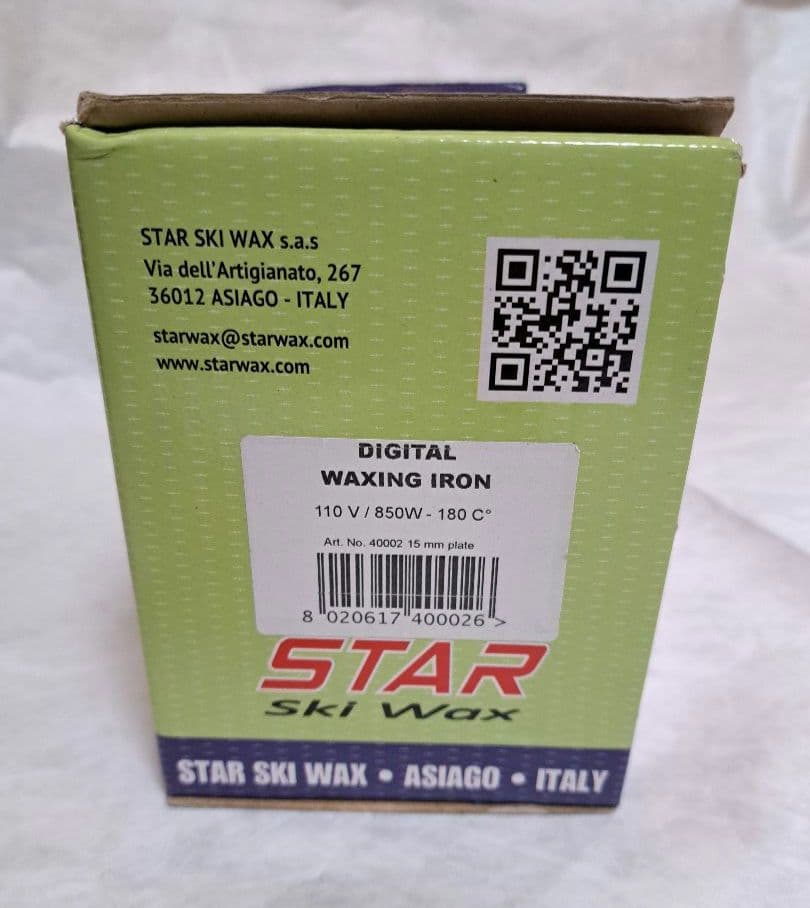 STAR SKI WAX s.a.s
Via dell'Artigianato, 267
36012 ASIAGO - ITALY
starwax@starwax.com
www.starwax.com
DiGITAL
WAXING IRON
110 V / 850W - 180 C°
Art. No. 40002 15 mm plate
8 020617 400026 >
STAR
Ski Wax
STAR SKI WAX • ASIAGO • ITALY